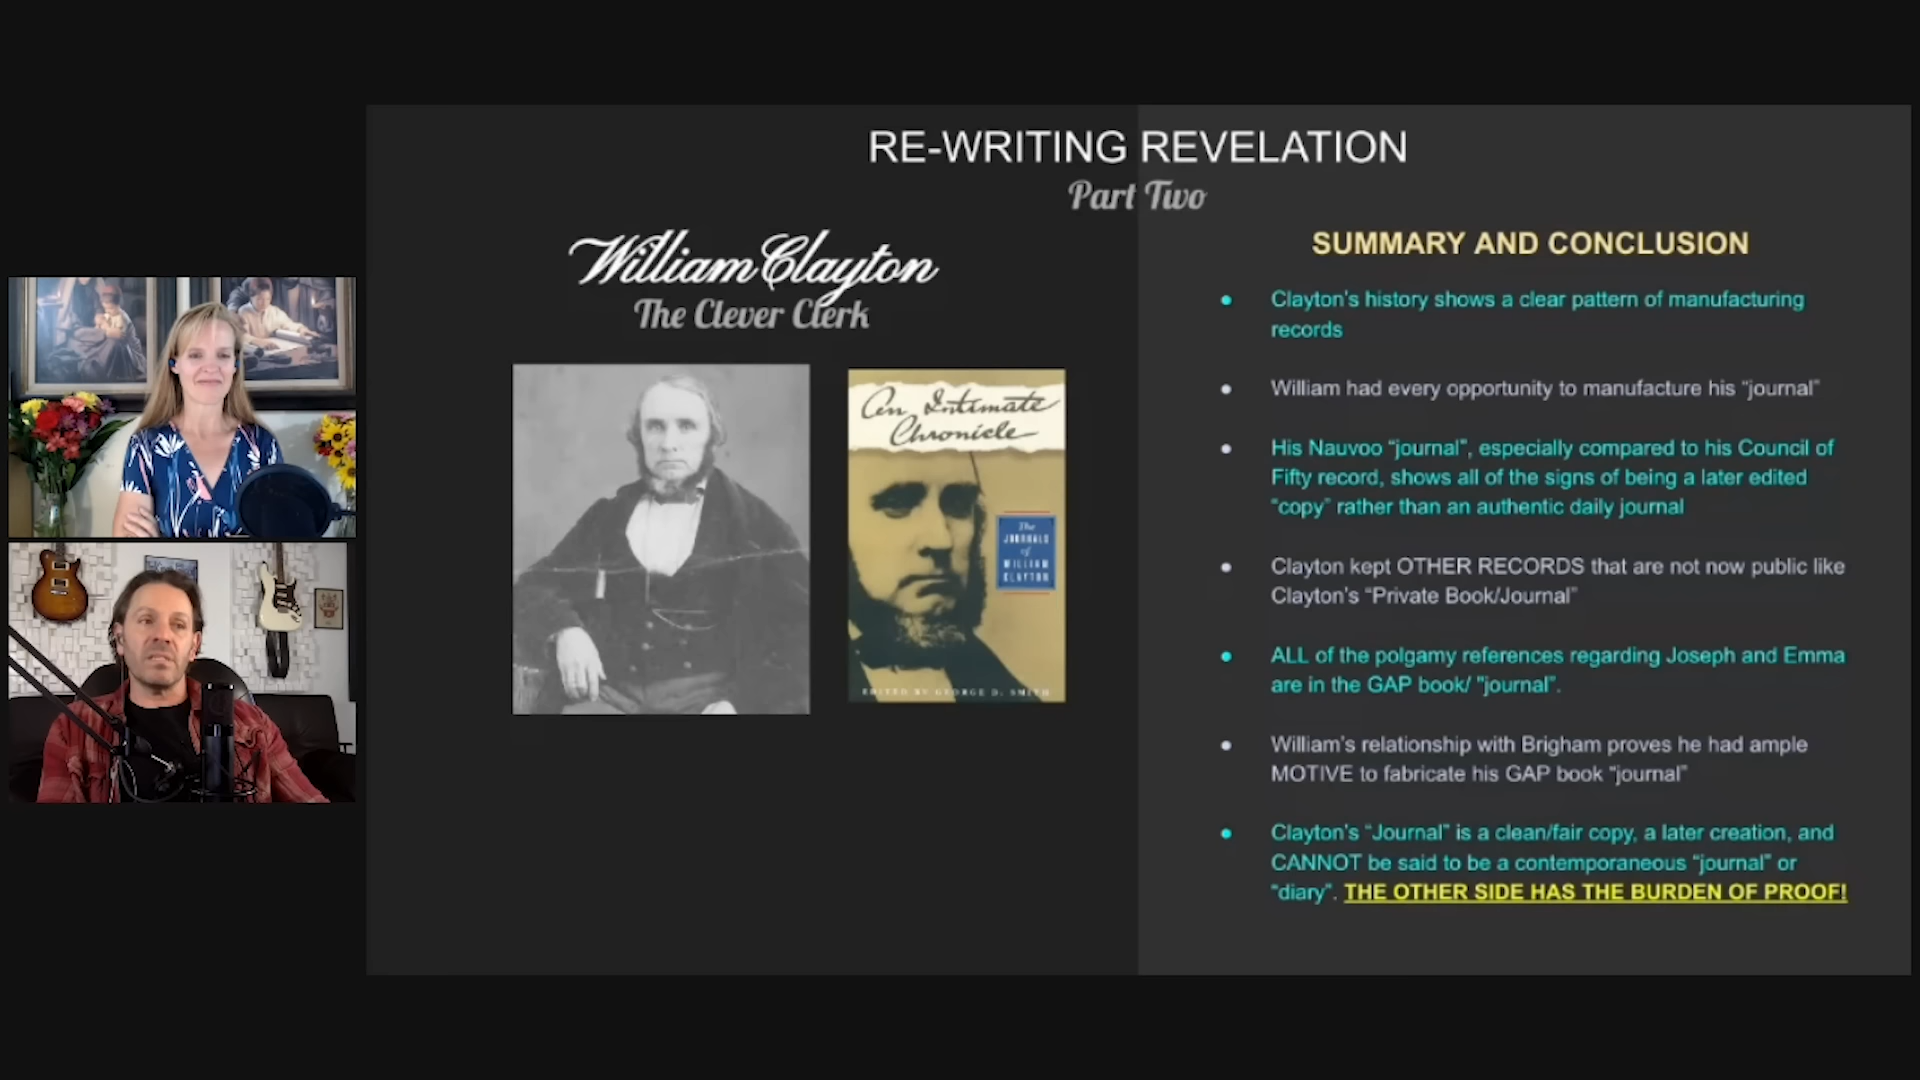 RE-WRITING REVELATION
Part Two
William Clayton
The Clever Clerk
An Intimate
Chronicle
The
JOURNALS
of
WILLIAM
CLAYTON
EDITED BY GEORGE D. SMITH
SUMMARY AND CONCLUSION
Clayton's history shows a clear pattern of manufacturing
records
William had every opportunity to manufacture his “journal”
His Nauvoo “journal”, especially compared to his Council of
Fifty record, shows all of the signs of being a later edited
“copy” rather than an authentic daily journal
Clayton kept OTHER RECORDS that are not now public like
Clayton's “Private Book/Journal”
ALL of the polgamy references regarding Joseph and Emma
are in the GAP book/ "journal".
William's relationship with Brigham proves he had ample
MOTIVE to fabricate his GAP book “journal”
Clayton's “Journal” is a clean/fair copy, a later creation, and
CANNOT be said to be a contemporaneous “journal” or
“diary”. THE OTHER SIDE HAS THE BURDEN OF PROOF!